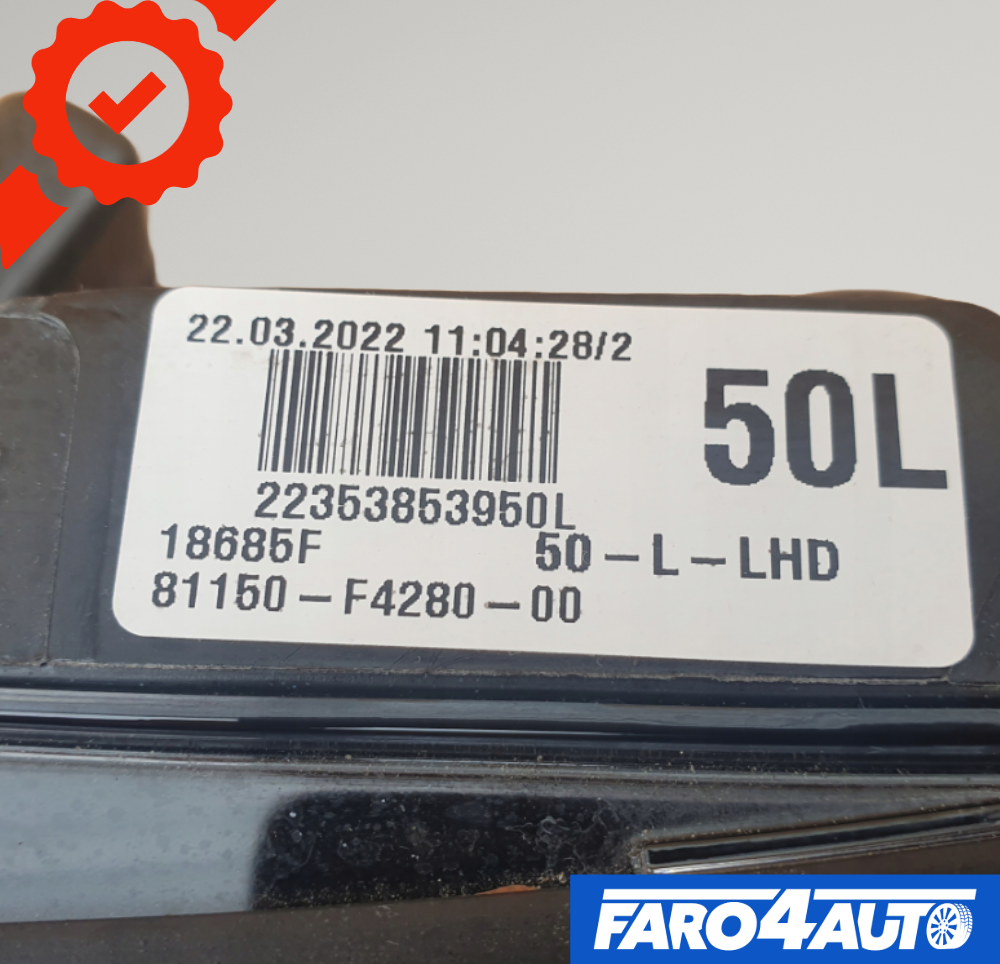 22.03.2022 11:04:28/2
50L
22353853950L
18685F 50-L-LHD
81150-F4280-00
FARO4AUTO